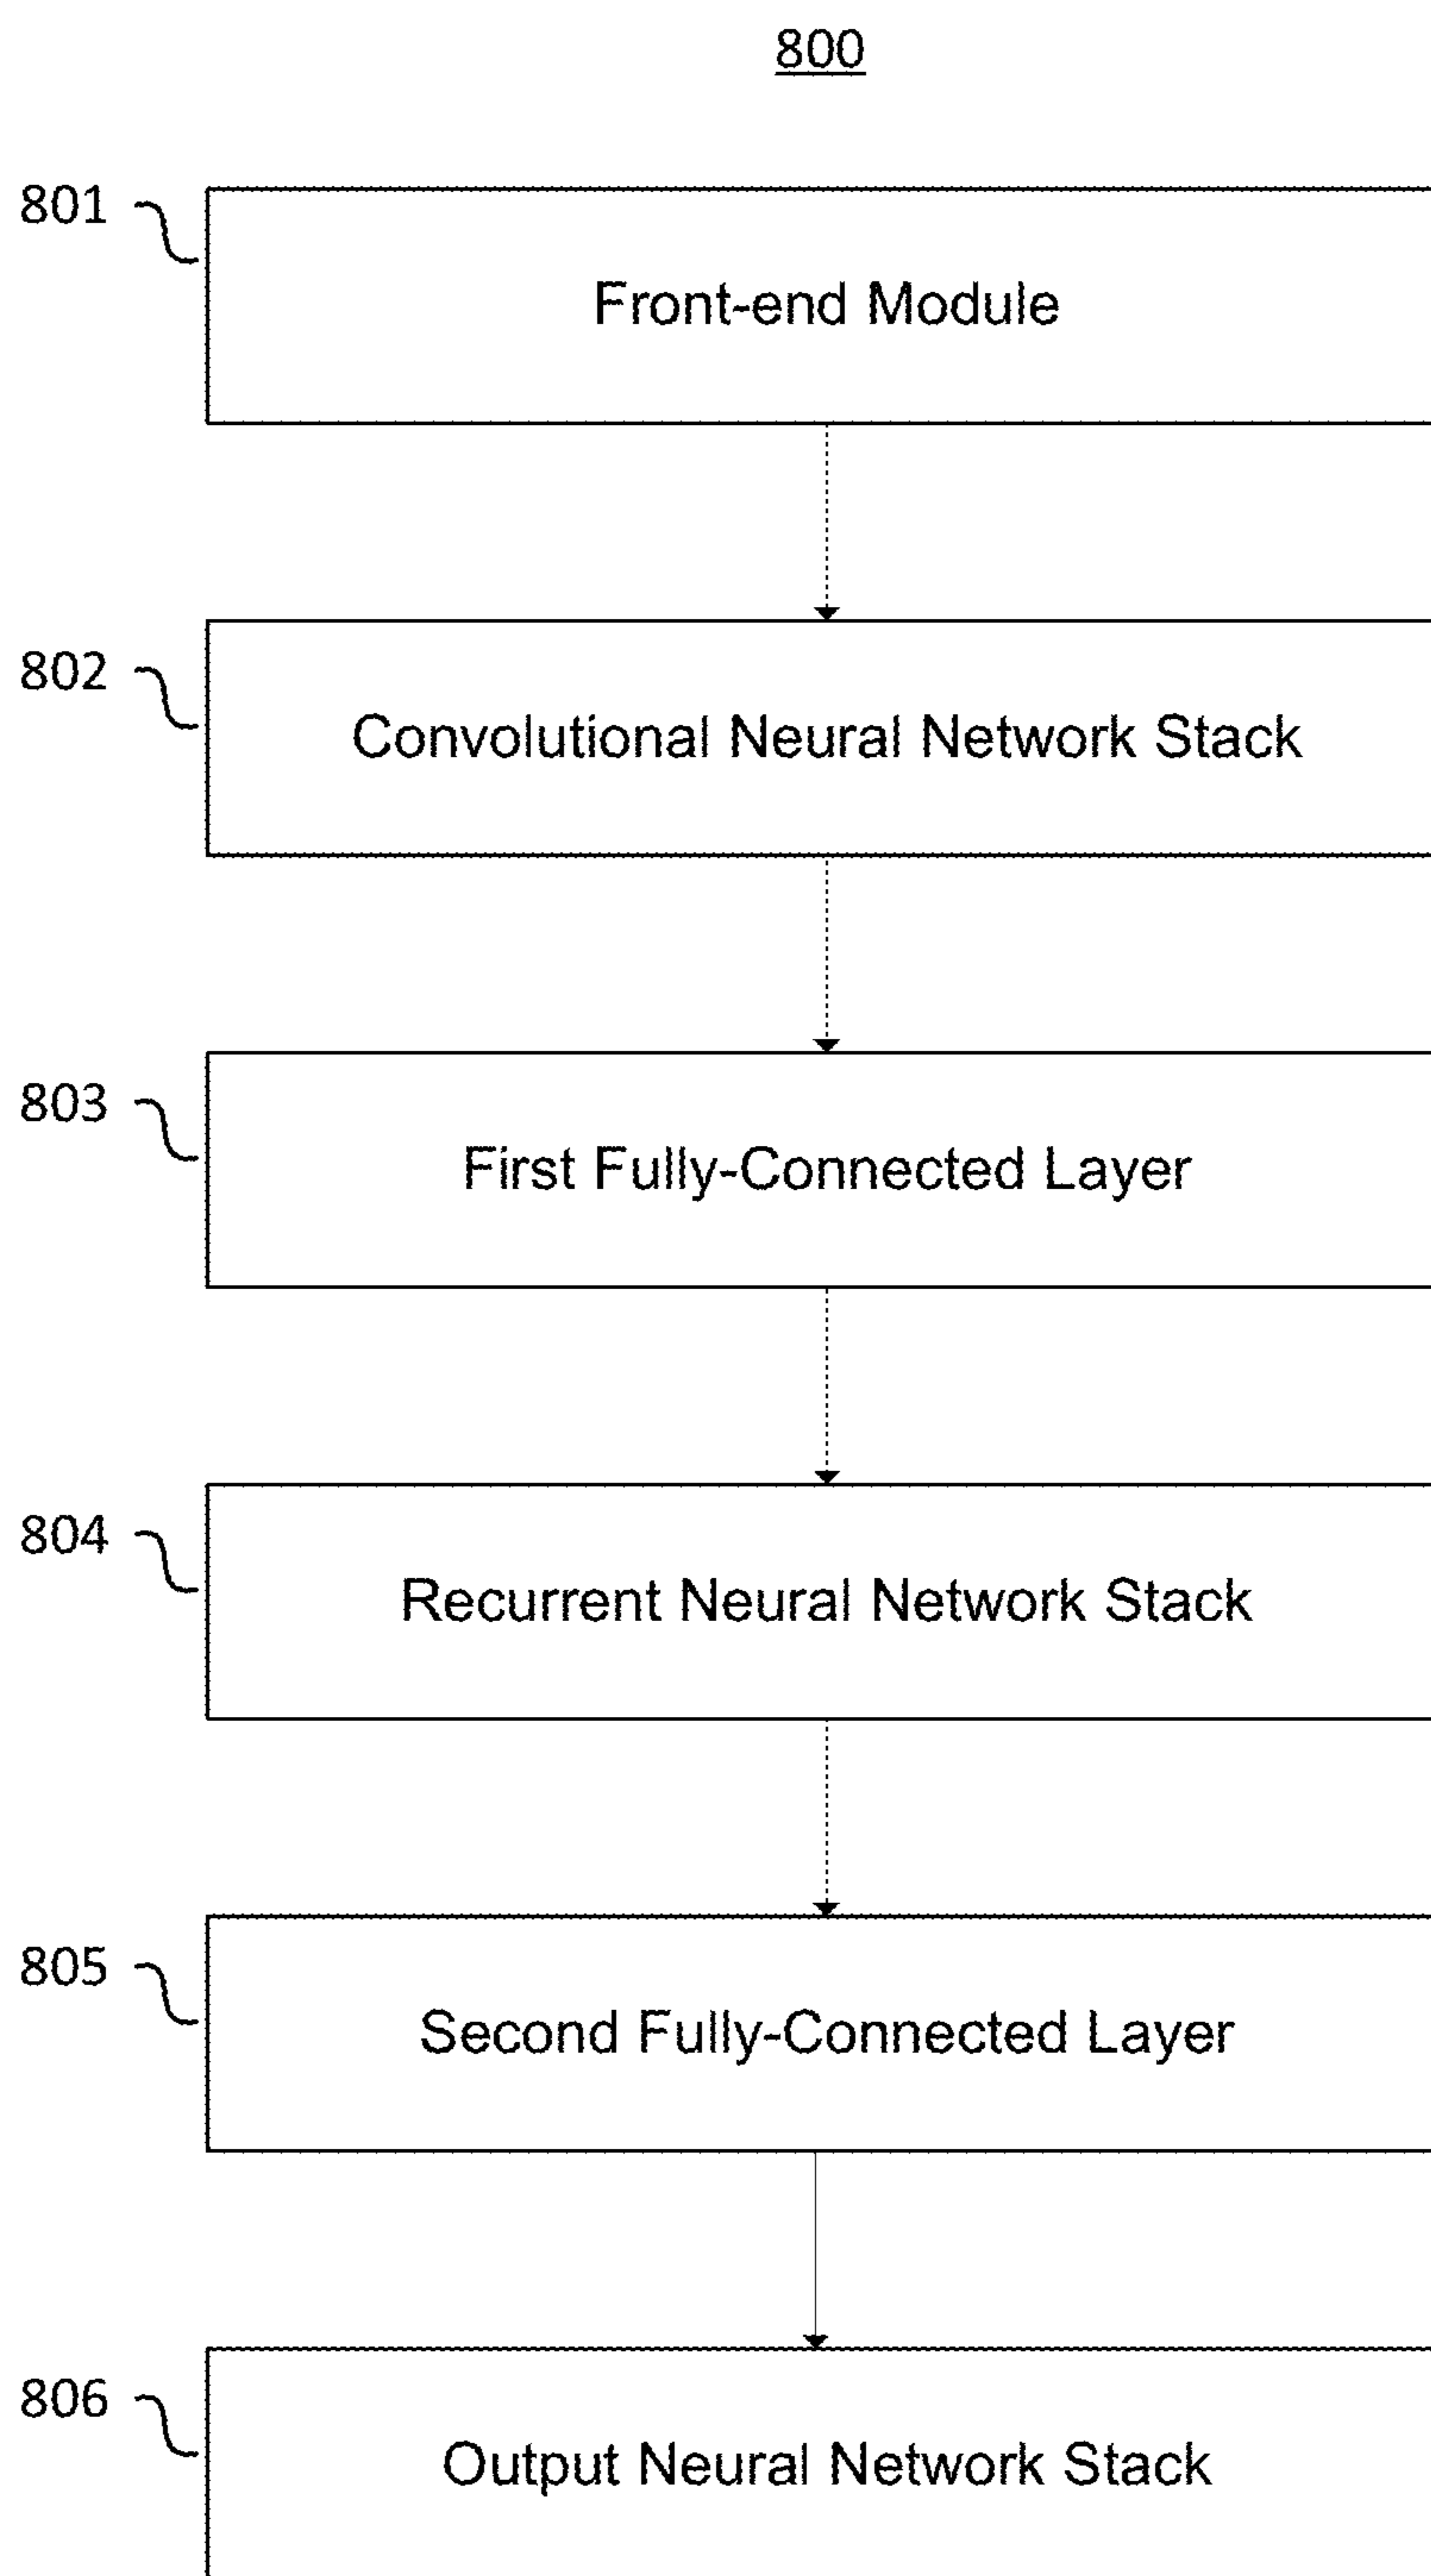 800
801
Front-end Module
802
Convolutional Neural Network Stack
803
First Fully-Connected Layer
804
Recurrent Neural Network Stack
805
Second Fully-Connected Layer
806
Output Neural Network Stack